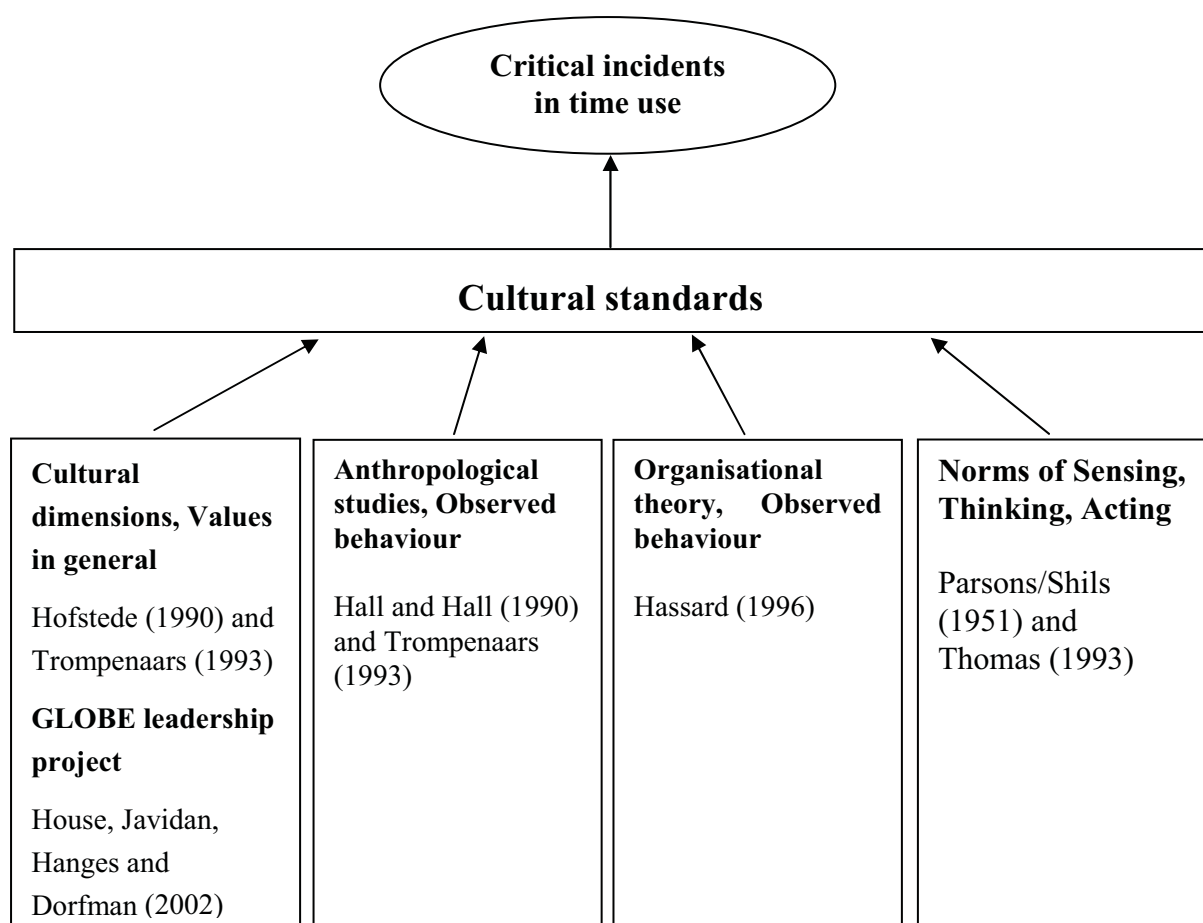 Critical incidents
in time use
Cultural standards
Cultural
dimensions, Values
in general
Hofstede (1990) and
Trompenaars (1993)
GLOBE leadership
project
House, Javidan,
Hanges and
Dorfman (2002)
Anthropological
studies, Observed
behaviour
Hall and Hall (1990)
and Trompenaars
(1993)
Organisational
theory, Observed
behaviour
Hassard (1996)
Norms of Sensing,
Thinking, Acting
Parsons/Shils
(1951) and
Thomas (1993)